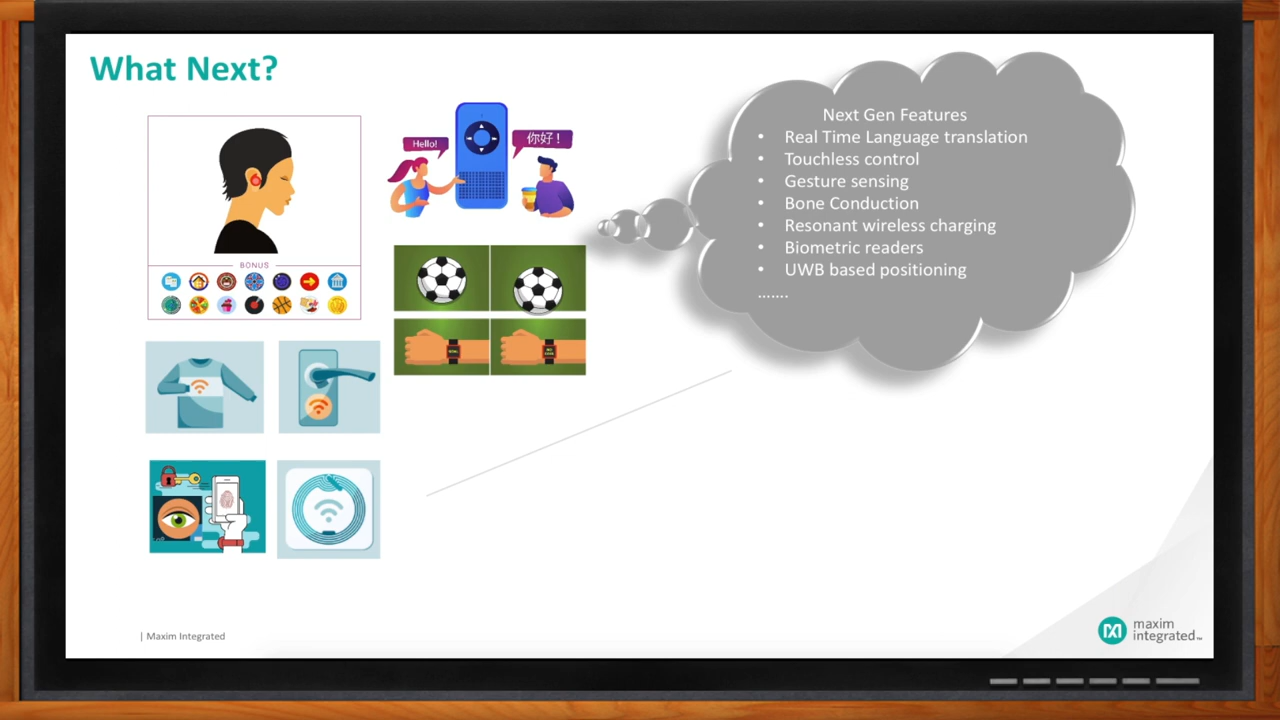 What Next?
Hello!
你好！
BONUS
Next Gen Features
• Real Time Language translation
• Touchless control
• Gesture sensing
• Bone Conduction
• Resonant wireless charging
• Biometric readers
• UWB based positioning
.......
| Maxim Integrated
maxim
integrated™